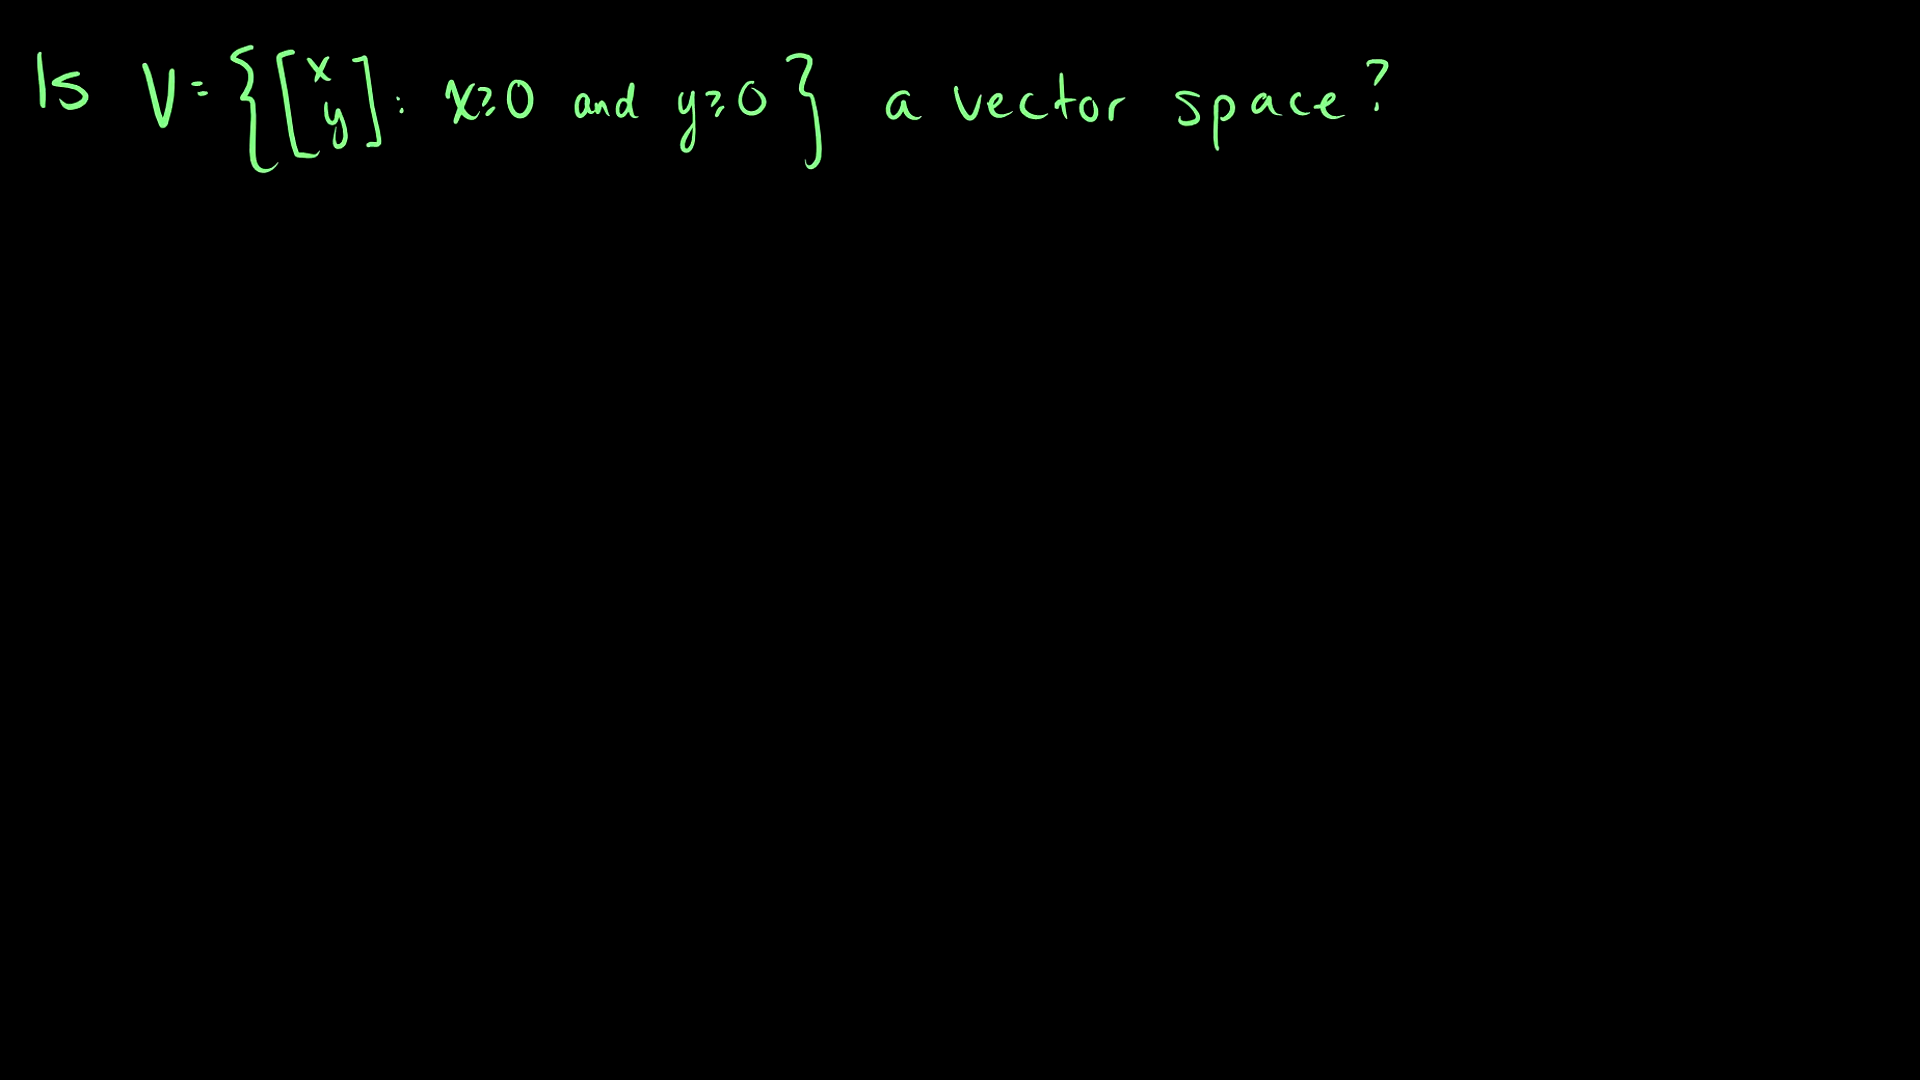 Is V = { [x y] : x ≥ 0 and y ≥ 0 } a vector space?